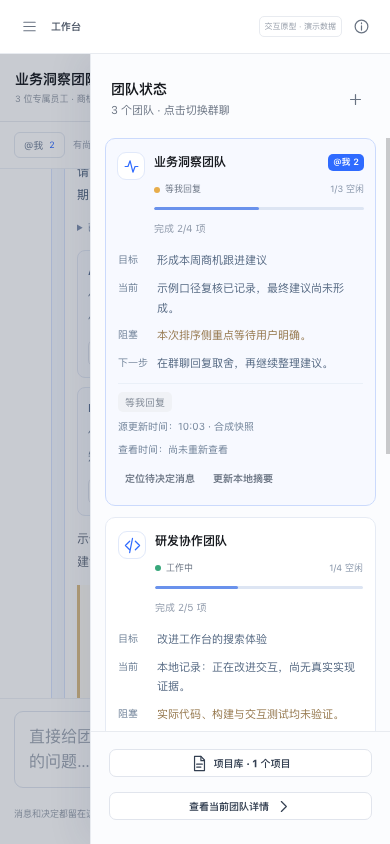 工作台
交互原型 · 演示数据
业务洞察团队
3 位专属员工 · 商机
@我 2
有尚
请
期
示
建
直接给团
的问题...
消息和决定都留在这
团队状态
3 个团队 · 点击切换群聊
业务洞察团队
@我 2
等我回复
1/3 空闲
完成 2/4 项
目标 形成本周商机跟进建议
当前 示例口径复核已记录，最终建议尚未形
成。
阻塞 本次排序侧重点等待用户明确。
下一步 在群聊回复取舍，再继续整理建议。
等我回复
源更新时间：10:03 · 合成快照
查看时间：尚未重新查看
定位待决定消息 更新本地摘要
研发协作团队
工作中
1/4 空闲
完成 2/5 项
目标 改进工作台的搜索体验
当前 本地记录：正在改进交互，尚无真实实现
证据。
阻塞 实际代码、构建与交互测试均未验证。
项目库 · 1 个项目
查看当前团队详情